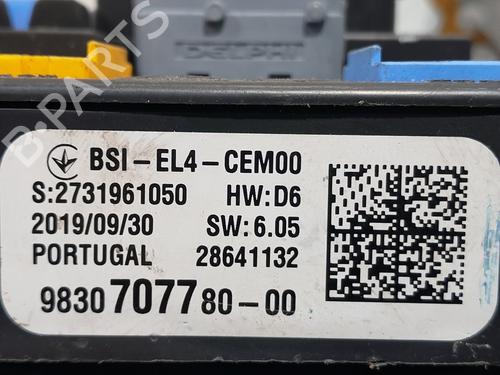 DELPHI
B-PARTS
BSI-EL4-CEM00
S:2731961050 HW:D6
2019/09/30 SW:6.05
PORTUGAL 28641132
9830707780-00